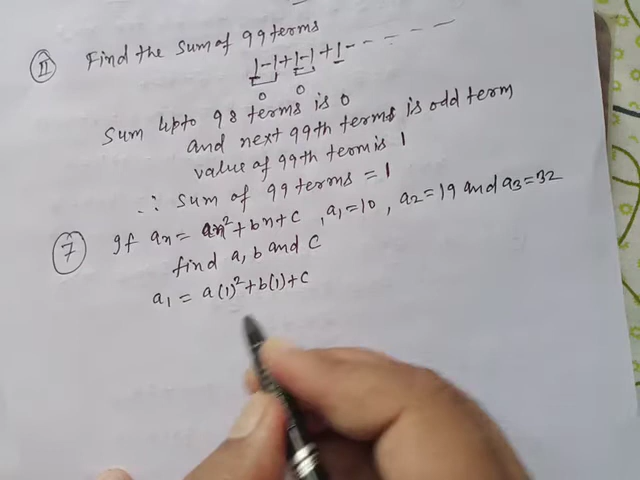 II Find the sum of 99 terms
1-1+1-1+1- - - - - - -
0 0
Sum upto 98 terms is 0
and next 99th terms is odd term
value of 99th term is 1
∴ Sum of 99 terms = 1
7 If aₙ = an²+bn+c , a₁=10, a₂=19 and a₃=32
find a, b and c
a₁ = a(1)²+b(1)+c